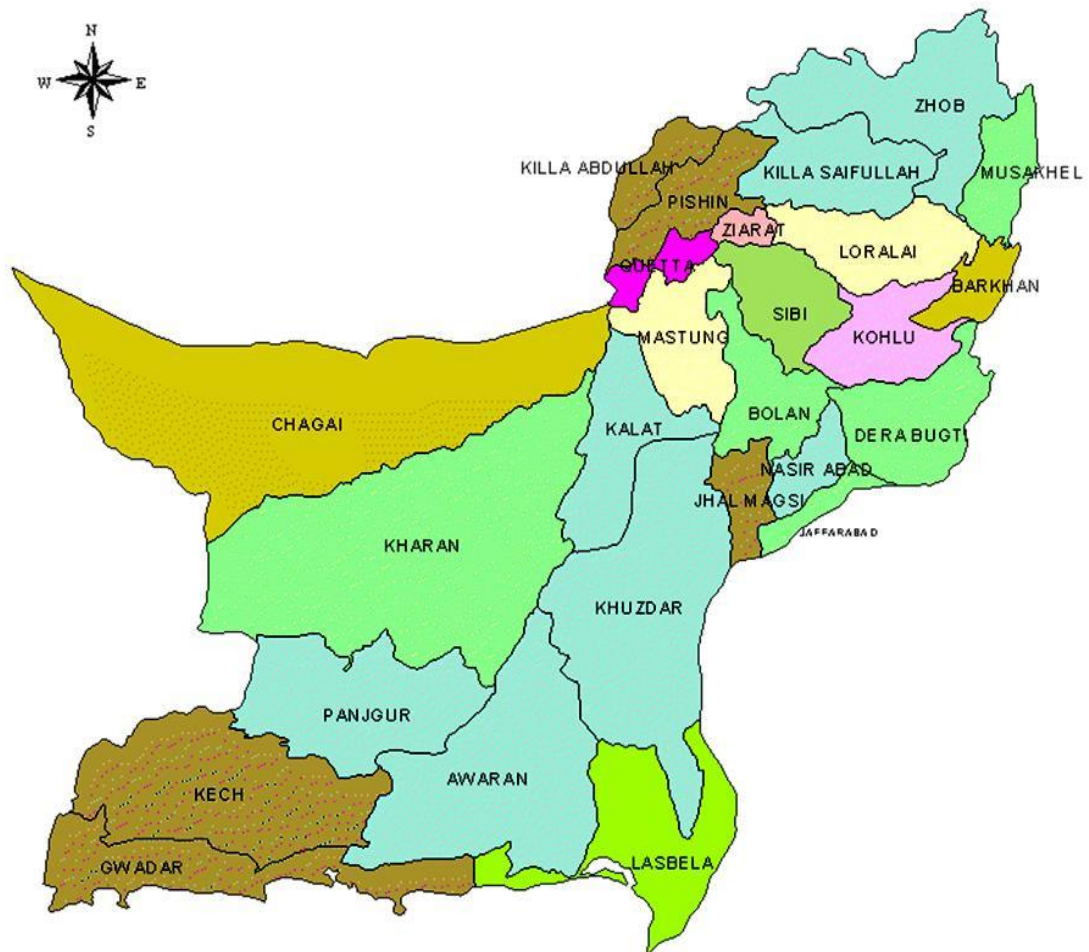 N
W E
S
ZHOB
KILLA ABDULLAH
KILLA SAIFULLAH
MUSAKHEL
PISHIN
ZIARAT
LORALAI
QUETTA
BARKHAN
SIBI
MASTUNG
KOHLU
CHAGAI
BOLAN
KALAT
DERA BUGTI
NASIR ABAD
JHAL MAGSI
JAFFARABAD
KHARAN
KHUZDAR
PANJGUR
AWARAN
KECH
LASBELA
GWADAR